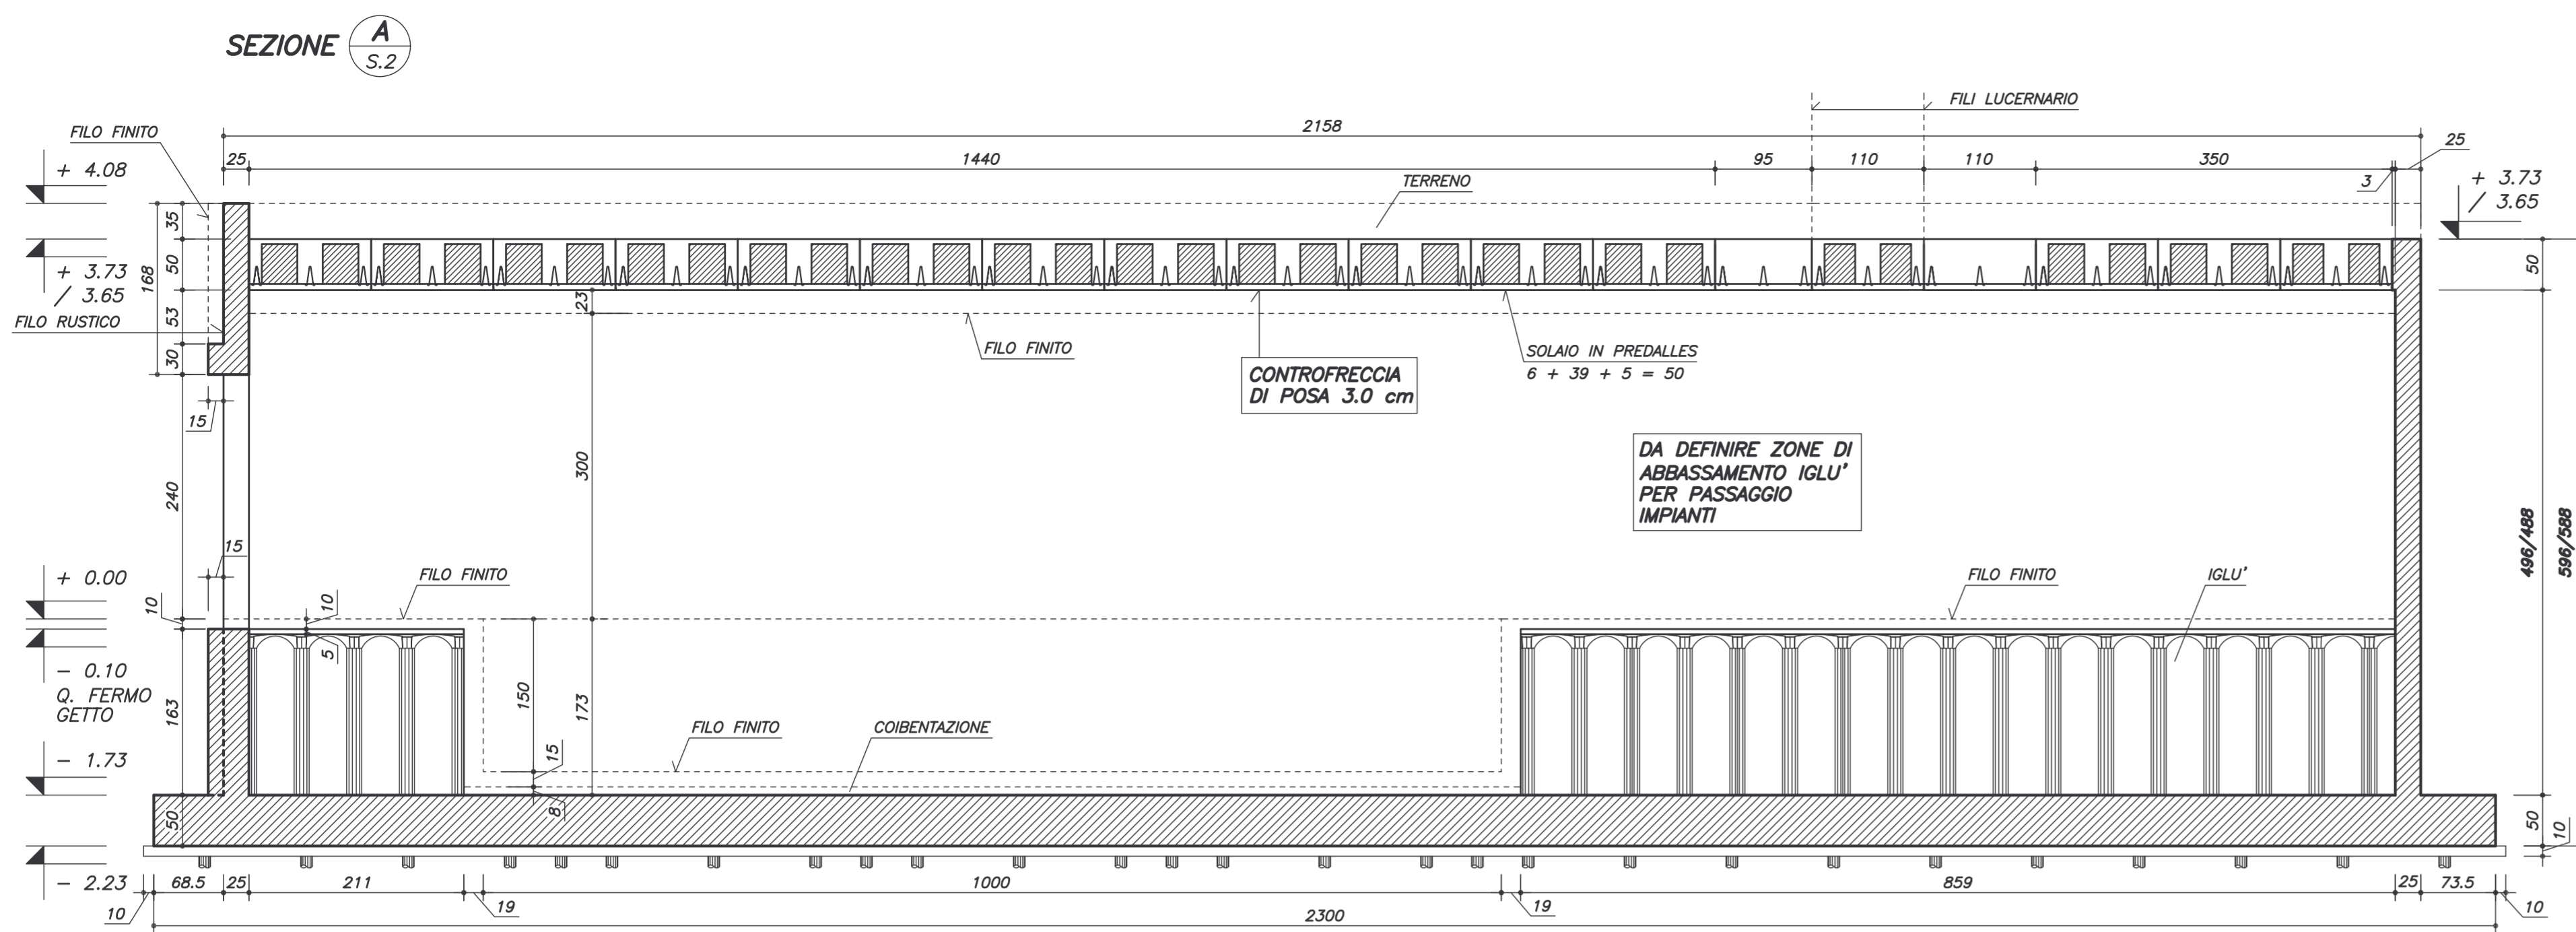 SEZIONE
A
S.2
FILI LUCERNARIO
FILO FINITO
2158
25
25
1440
95
110
110
350
3
+ 4.08
TERRENO
+ 3.73
/ 3.65
35
50
53
30
168
+ 3.73
/ 3.65
FILO RUSTICO
23
50
FILO FINITO
SOLAIO IN PREDALLES
6 + 39 + 5 = 50
CONTROFRECCIA
DI POSA 3.0 cm
15
DA DEFINIRE ZONE DI
ABBASSAMENTO IGLU'
PER PASSAGGIO
IMPIANTI
240
300
496/488
596/588
15
+ 0.00
FILO FINITO
FILO FINITO
IGLU'
10
10
5
- 0.10
Q. FERMO
GETTO
163
150
173
FILO FINITO
COIBENTAZIONE
15
8
- 1.73
50
50
10
- 2.23
68.5
25
211
1000
859
25
73.5
10
19
19
10
2300